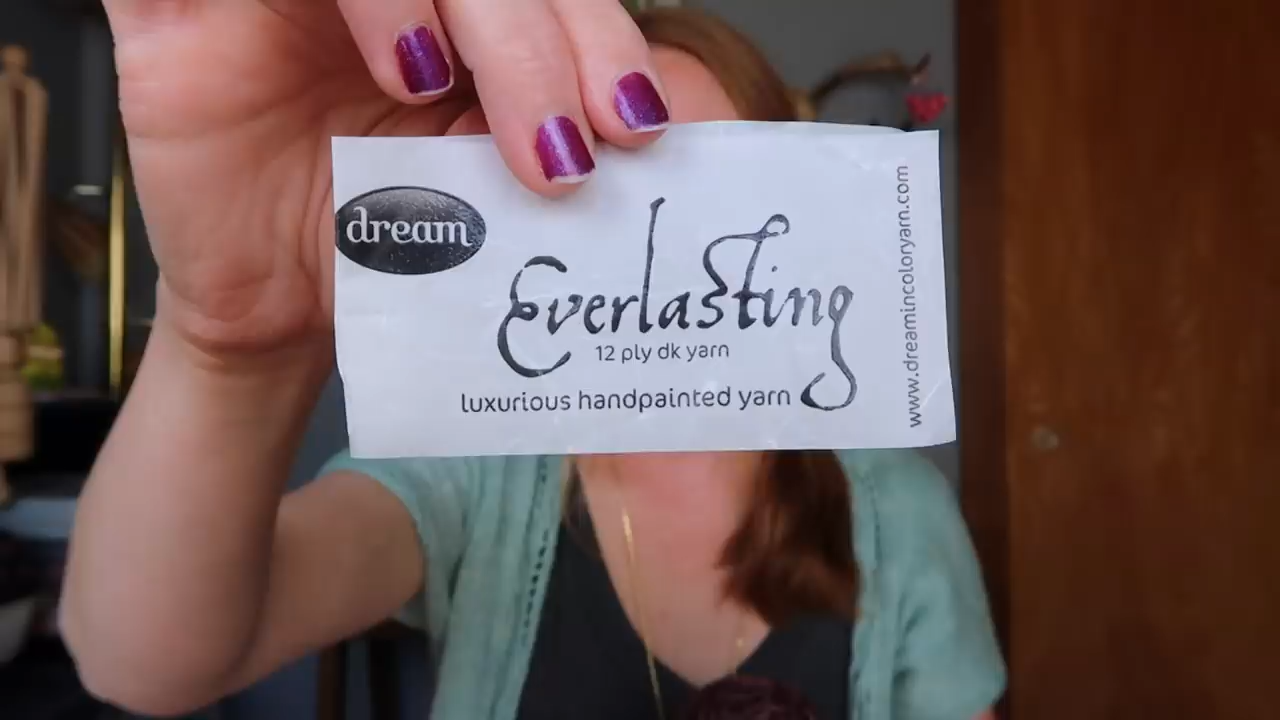 dream
Everlasting
12 ply dk yarn
luxurious handpainted yarn
www.dreamincoloryarn.com